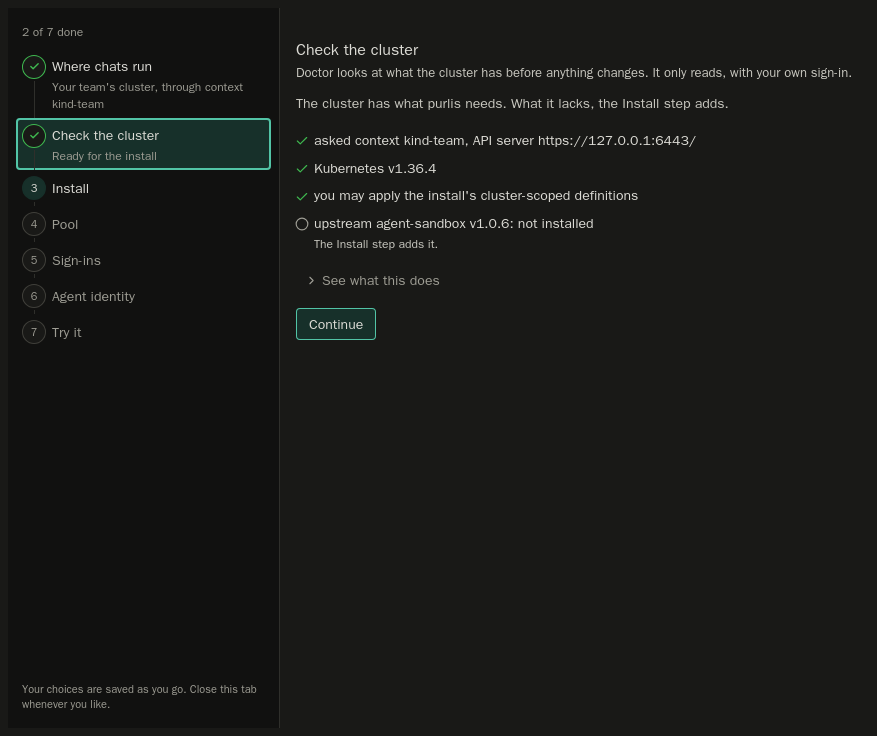 2 of 7 done
Where chats run
Your team's cluster, through context
kind-team
Check the cluster
Ready for the install
3 Install
4 Pool
5 Sign-ins
6 Agent identity
7 Try it
Your choices are saved as you go. Close this tab
whenever you like.
Check the cluster
Doctor looks at what the cluster has before anything changes. It only reads, with your own sign-in.
The cluster has what purlis needs. What it lacks, the Install step adds.
asked context kind-team, API server https://127.0.0.1:6443/
Kubernetes v1.36.4
you may apply the install's cluster-scoped definitions
upstream agent-sandbox v1.0.6: not installed
The Install step adds it.
See what this does
Continue